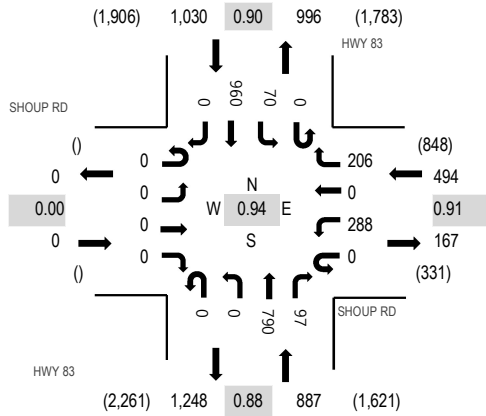 (1,906) 1,030 0.90 996 (1,783)
HWY 83
SHOUP RD
0 960 70 0
() 0 206 (848)
0 0 N 0 494
0.00 W 0.94 E 0.91
0 0 S 288 167
() 0 0 (331)
0 0 790 97
SHOUP RD
HWY 83
(2,261) 1,248 0.88 887 (1,621)